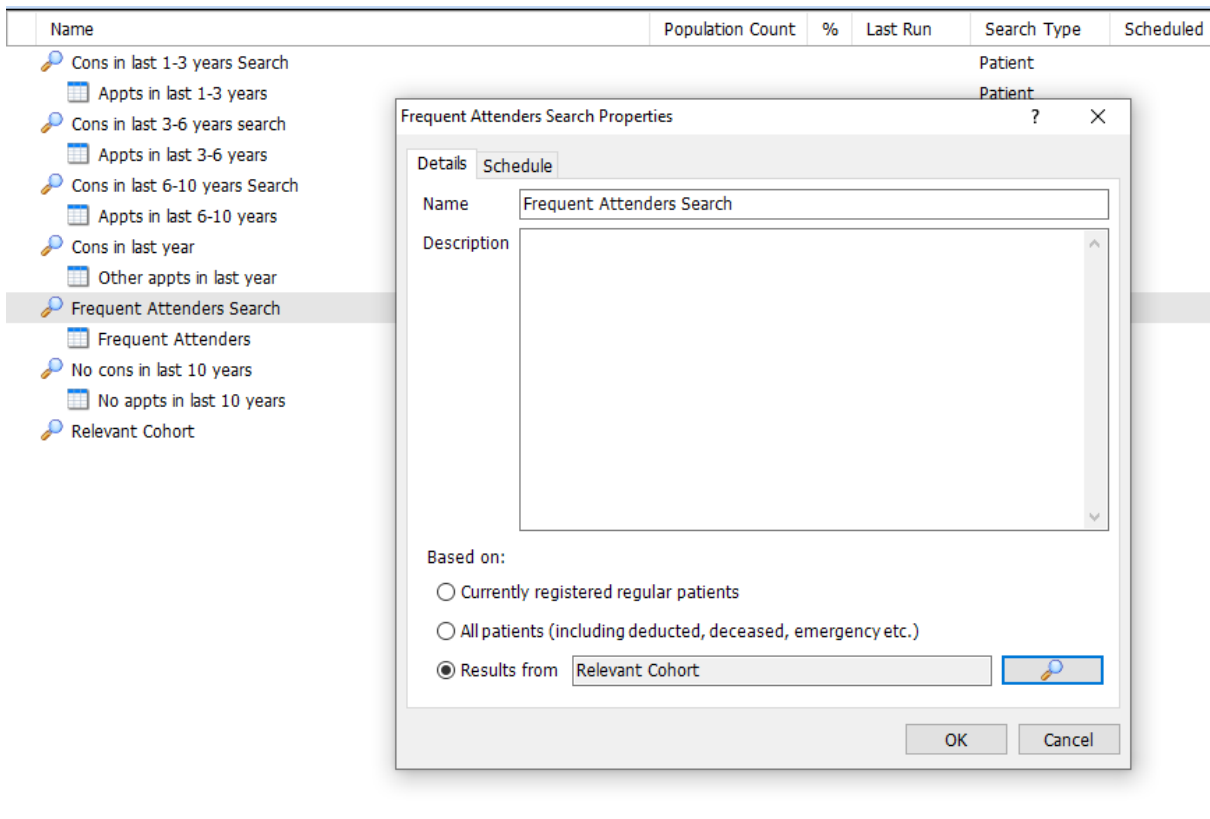 Name Population Count % Last Run Search Type Scheduled
Cons in last 1-3 years Search Patient
Appts in last 1-3 years Patient
Cons in last 3-6 years search
Appts in last 3-6 years
Cons in last 6-10 years Search
Appts in last 6-10 years
Cons in last year
Other appts in last year
Frequent Attenders Search
Frequent Attenders
No cons in last 10 years
No appts in last 10 years
Relevant Cohort
Frequent Attenders Search Properties ? X
Details Schedule
Name Frequent Attenders Search
Description
Based on:
Currently registered regular patients
All patients (including deducted, deceased, emergency etc.)
Results from Relevant Cohort
OK Cancel